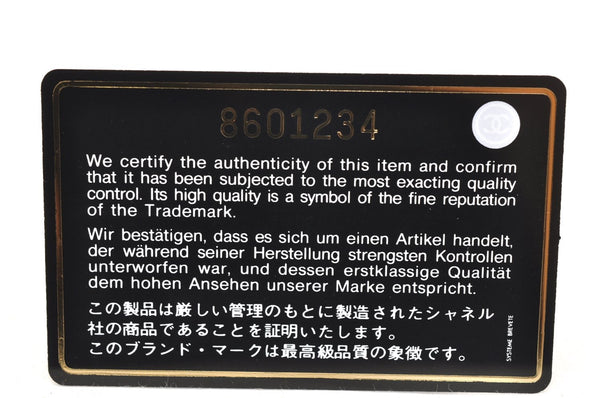 8601234
We certify the authenticity of this item and confirm
that it has been subjected to the most exacting quality
control. Its high quality is a symbol of the fine reputation
of the Trademark.
Wir bestätigen, dass es sich um einen Artikel handelt,
der während seiner Herstellung strengsten Kontrollen
unterworfen war, und dessen erstklassige Qualität
dem hohen Ansehen unserer Marke entspricht.
この製品は厳しい管理のもとに製造されたシャネル
社の商品であることを証明いたします。
このブランド・マークは最高級品質の象徴です。
SYSTEME BREVETE